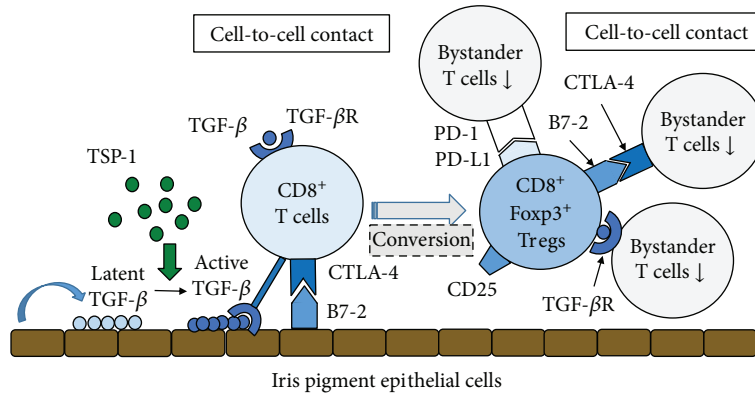 Cell-to-cell contact
Cell-to-cell contact
Bystander
T cells ↓
CTLA-4
B7-2
Bystander
T cells ↓
TGF-β
TGF-βR
TSP-1
PD-1
PD-L1
CD8⁺
T cells
CD8⁺
Foxp3⁺
Tregs
Conversion
Bystander
T cells ↓
Latent
TGF-β
Active
TGF-β
CTLA-4
CD25
TGF-βR
B7-2
Iris pigment epithelial cells